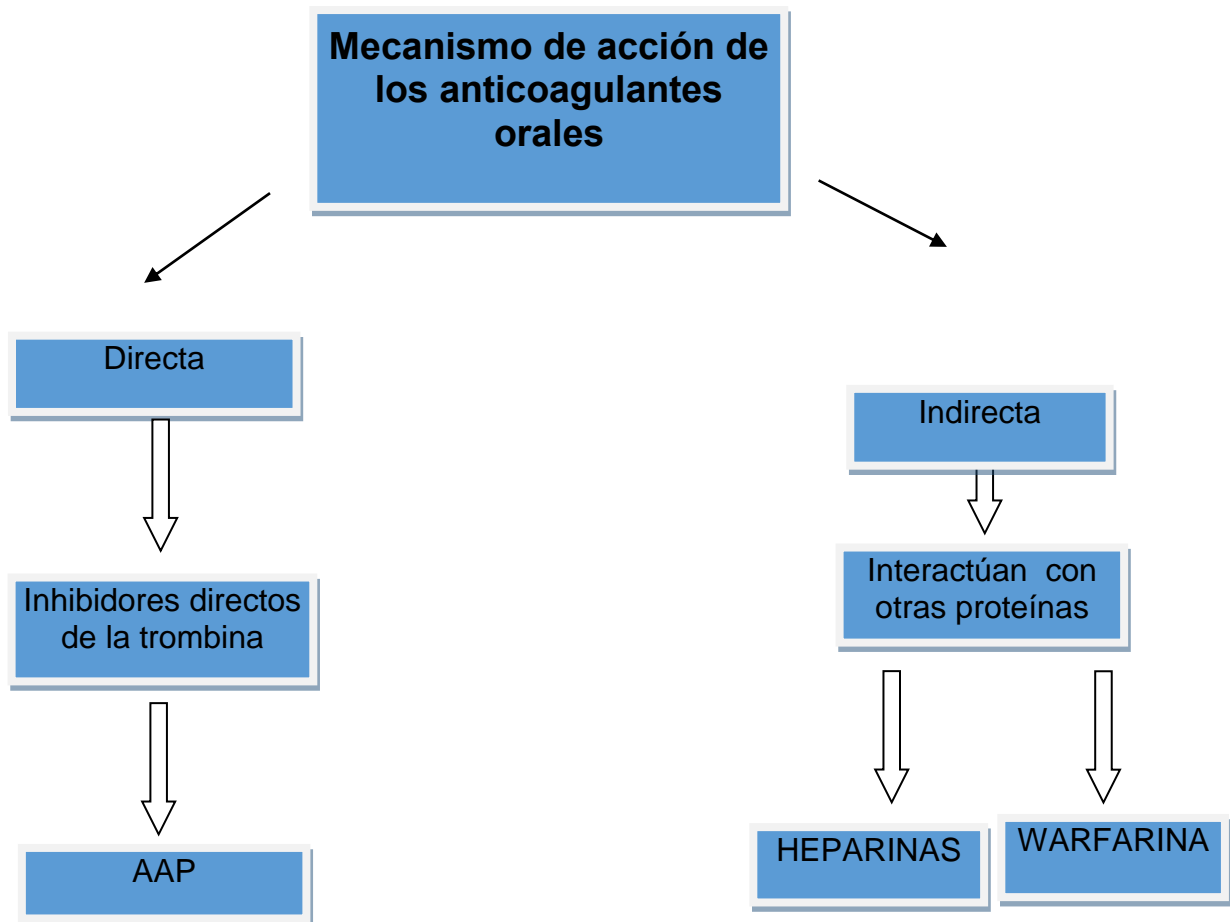 Mecanismo de acción de
los anticoagulantes
orales
Directa
Indirecta
Inhibidores directos
de la trombina
Interactúan con
otras proteínas
AAP
HEPARINAS
WARFARINA